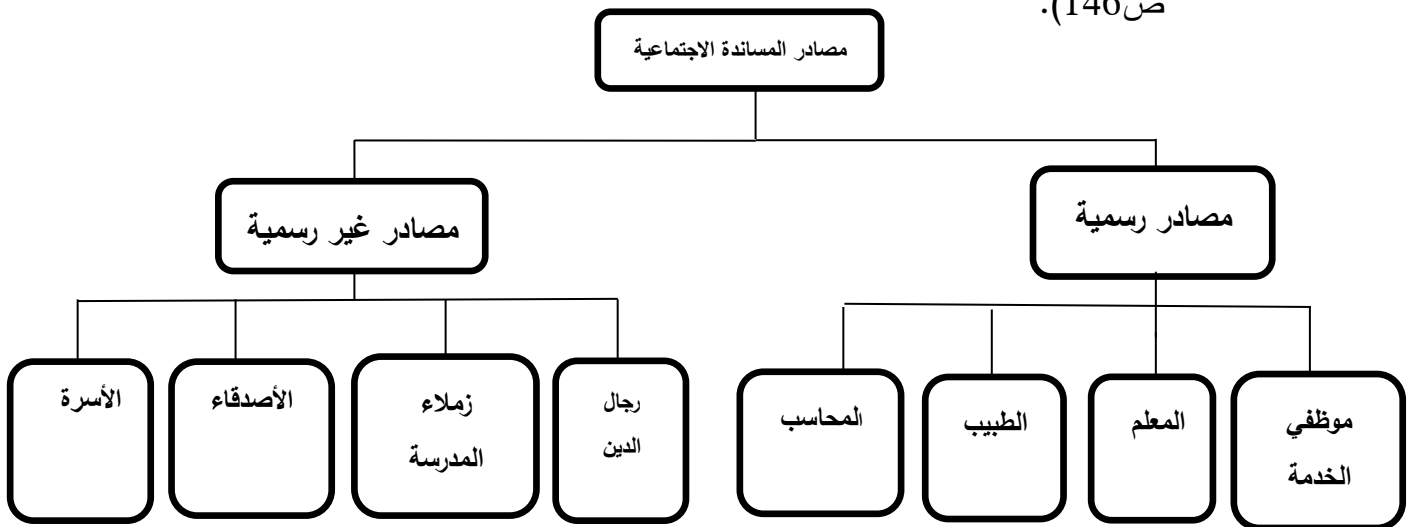 ص146).
مصادر المساندة الاجتماعية
مصادر رسمية
مصادر غير رسمية
موظفي
الخدمة
المعلم
الطبيب
المحاسب
رجال
الدين
زملاء
المدرسة
الأصدقاء
الأسرة